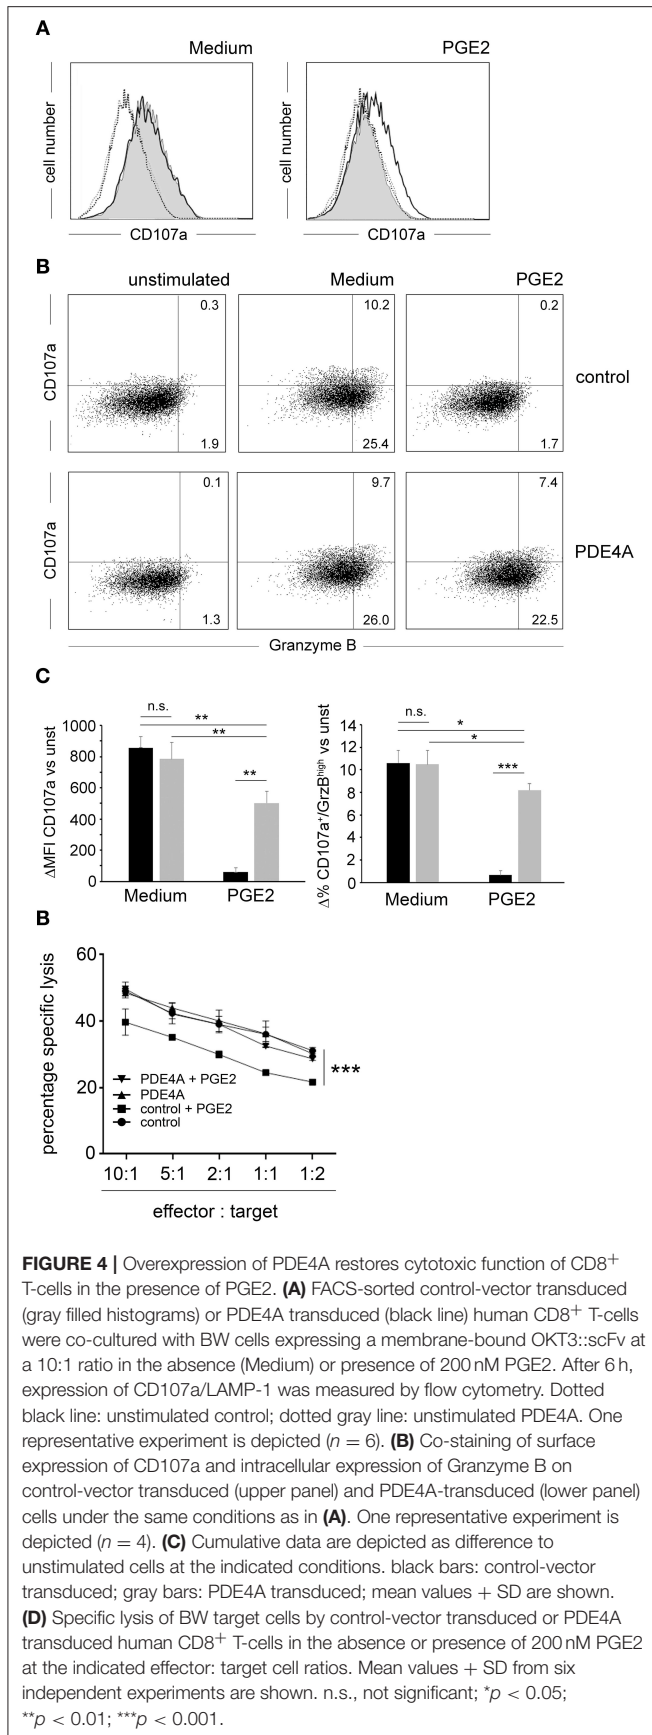 A
Medium
PGE2
cell number
cell number
CD107a
CD107a
B
unstimulated
Medium
PGE2
CD107a
0.3
10.2
0.2
control
1.9
25.4
1.7
CD107a
0.1
9.7
7.4
PDE4A
1.3
26.0
22.5
Granzyme B
C
ΔMFI CD107a vs unst
1000
800
600
400
200
0
n.s.
**
**
**
Medium
PGE2
Δ% CD107a+/GrzBhigh vs unst
14
12
10
8
6
4
2
0
n.s.
*
*
***
Medium
PGE2
B
percentage specific lysis
60
40
20
0
PDE4A + PGE2
PDE4A
control + PGE2
control
***
10:1 5:1 2:1 1:1 1:2
effector : target
FIGURE 4 | Overexpression of PDE4A restores cytotoxic function of CD8+
T-cells in the presence of PGE2. (A) FACS-sorted control-vector transduced
(gray filled histograms) or PDE4A transduced (black line) human CD8+ T-cells
were co-cultured with BW cells expressing a membrane-bound OKT3::scFv at
a 10:1 ratio in the absence (Medium) or presence of 200 nM PGE2. After 6 h,
expression of CD107a/LAMP-1 was measured by flow cytometry. Dotted
black line: unstimulated control; dotted gray line: unstimulated PDE4A. One
representative experiment is depicted (n = 6). (B) Co-staining of surface
expression of CD107a and intracellular expression of Granzyme B on
control-vector transduced (upper panel) and PDE4A-transduced (lower panel)
cells under the same conditions as in (A). One representative experiment is
depicted (n = 4). (C) Cumulative data are depicted as difference to
unstimulated cells at the indicated conditions. black bars: control-vector
transduced; gray bars: PDE4A transduced; mean values + SD are shown.
(D) Specific lysis of BW target cells by control-vector transduced or PDE4A
transduced human CD8+ T-cells in the absence or presence of 200 nM PGE2
at the indicated effector: target cell ratios. Mean values + SD from six
independent experiments are shown. n.s., not significant; *p < 0.05;
**p < 0.01; ***p < 0.001.